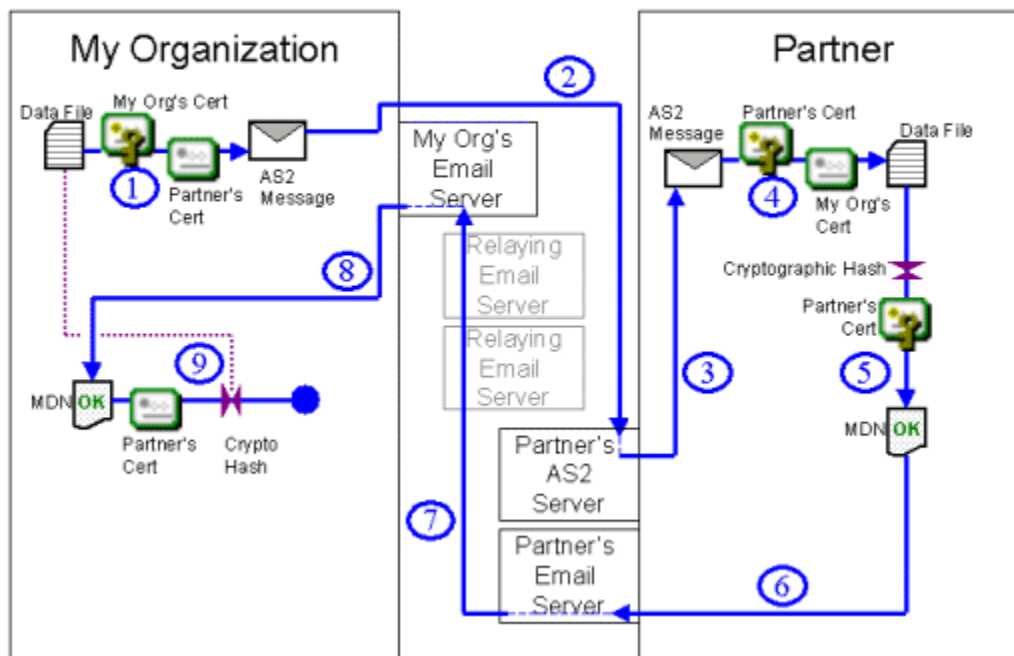 My Organization
Partner
2
Data File
My Org's Cert
1
Partner's
Cert
AS2
Message
My Org's
Email
Server
AS2
Message
Partner's Cert
Data File
4
My Org's
Cert
Relaying
Email
Server
Relaying
Email
Server
8
Cryptographic Hash
Partner's
Cert
3
5
9
MDN
OK
Partner's
Cert
Crypto
Hash
MDN
OK
Partner's
AS2
Server
7
Partner's
Email
Server
6